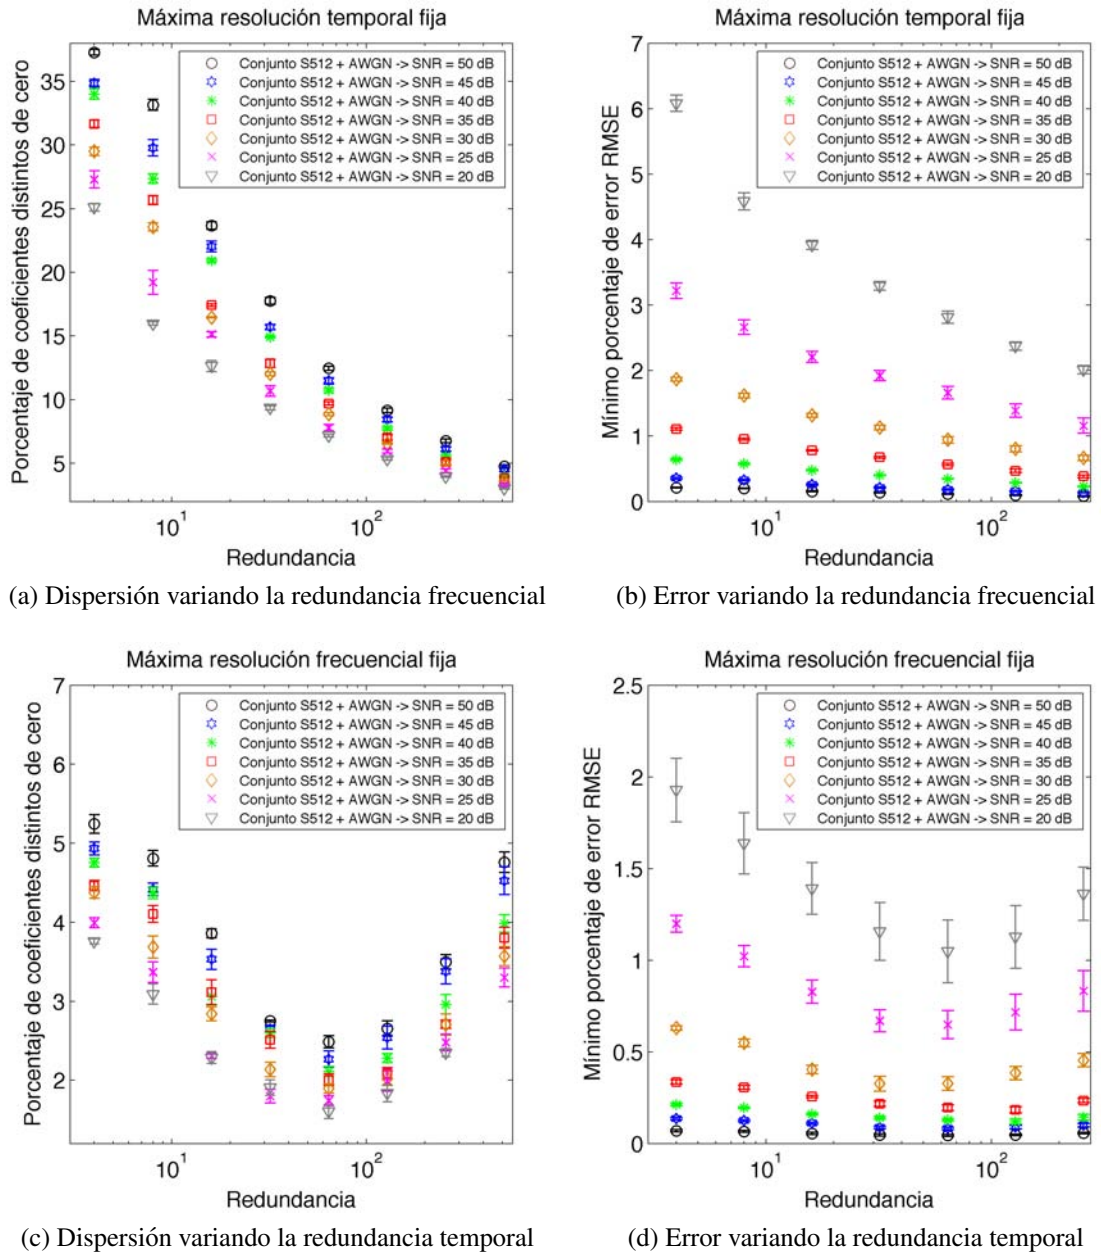 Máxima resolución temporal fija
Porcentaje de coeficientes distintos de cero
35
30
25
20
15
10
5
Conjunto S512 + AWGN -> SNR = 50 dB
Conjunto S512 + AWGN -> SNR = 45 dB
Conjunto S512 + AWGN -> SNR = 40 dB
Conjunto S512 + AWGN -> SNR = 35 dB
Conjunto S512 + AWGN -> SNR = 30 dB
Conjunto S512 + AWGN -> SNR = 25 dB
Conjunto S512 + AWGN -> SNR = 20 dB
10¹ 10²
Redundancia
(a) Dispersión variando la redundancia frecuencial
Máxima resolución temporal fija
Mínimo porcentaje de error RMSE
7
6
5
4
3
2
1
0
Conjunto S512 + AWGN -> SNR = 50 dB
Conjunto S512 + AWGN -> SNR = 45 dB
Conjunto S512 + AWGN -> SNR = 40 dB
Conjunto S512 + AWGN -> SNR = 35 dB
Conjunto S512 + AWGN -> SNR = 30 dB
Conjunto S512 + AWGN -> SNR = 25 dB
Conjunto S512 + AWGN -> SNR = 20 dB
10¹ 10²
Redundancia
(b) Error variando la redundancia frecuencial
Máxima resolución frecuencial fija
Porcentaje de coeficientes distintos de cero
7
6
5
4
3
2
Conjunto S512 + AWGN -> SNR = 50 dB
Conjunto S512 + AWGN -> SNR = 45 dB
Conjunto S512 + AWGN -> SNR = 40 dB
Conjunto S512 + AWGN -> SNR = 35 dB
Conjunto S512 + AWGN -> SNR = 30 dB
Conjunto S512 + AWGN -> SNR = 25 dB
Conjunto S512 + AWGN -> SNR = 20 dB
10¹ 10²
Redundancia
(c) Dispersión variando la redundancia temporal
Máxima resolución frecuencial fija
Mínimo porcentaje de error RMSE
2.5
2
1.5
1
0.5
0
Conjunto S512 + AWGN -> SNR = 50 dB
Conjunto S512 + AWGN -> SNR = 45 dB
Conjunto S512 + AWGN -> SNR = 40 dB
Conjunto S512 + AWGN -> SNR = 35 dB
Conjunto S512 + AWGN -> SNR = 30 dB
Conjunto S512 + AWGN -> SNR = 25 dB
Conjunto S512 + AWGN -> SNR = 20 dB
10¹ 10²
Redundancia
(d) Error variando la redundancia temporal